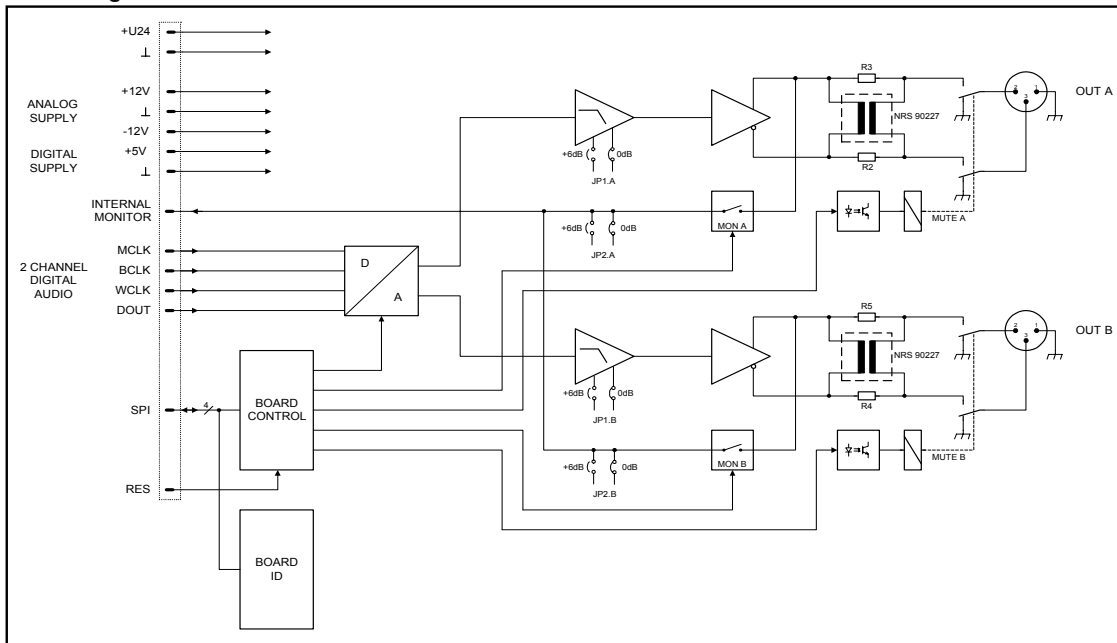 +U24
⊥
+12V
ANALOG
SUPPLY
⊥
-12V
DIGITAL
SUPPLY
+5V
⊥
INTERNAL
MONITOR
MCLK
2 CHANNEL
DIGITAL
AUDIO
BCLK
WCLK
DOUT
D
A
SPI
4
BOARD
CONTROL
RES
BOARD
ID
+6dB
0dB
JP1.A
R3
NRS 90227
R2
2
1
3
OUT A
+6dB
0dB
JP2.A
MON A
MUTE A
+6dB
0dB
JP1.B
R5
NRS 90227
R4
2
1
3
OUT B
+6dB
0dB
JP2.B
MON B
MUTE B